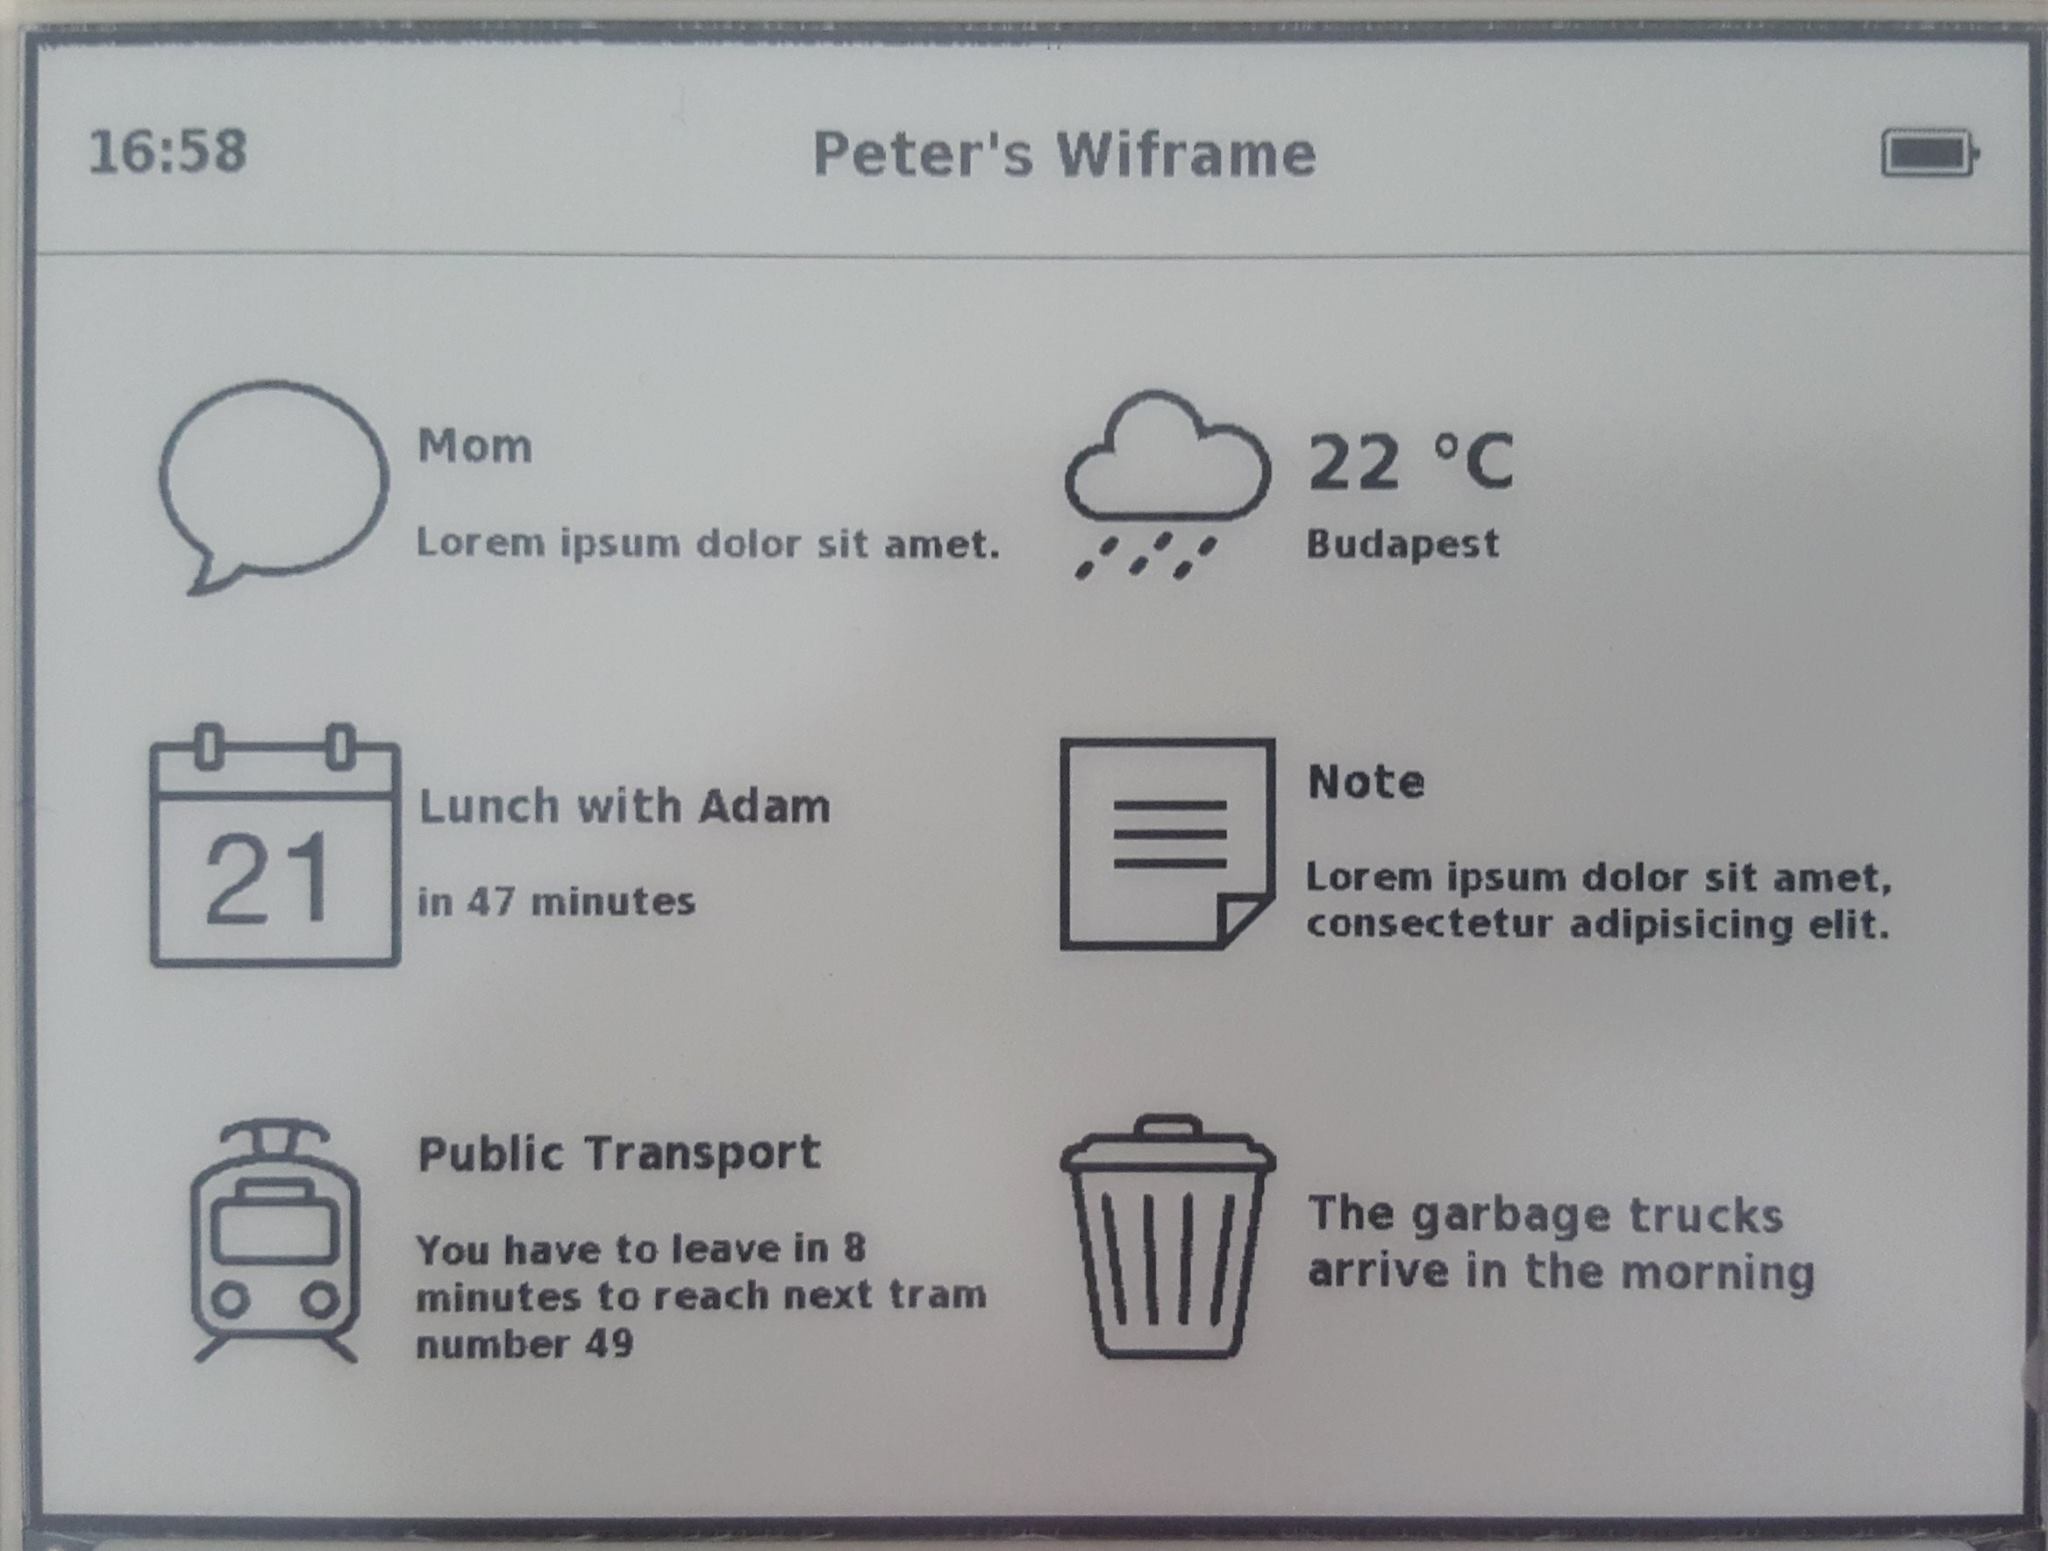 16:58
Peter's Wiframe
Mom
Lorem ipsum dolor sit amet.
22 °C
Budapest
21
Lunch with Adam
in 47 minutes
Note
Lorem ipsum dolor sit amet,
consectetur adipisicing elit.
Public Transport
You have to leave in 8
minutes to reach next tram
number 49
The garbage trucks
arrive in the morning